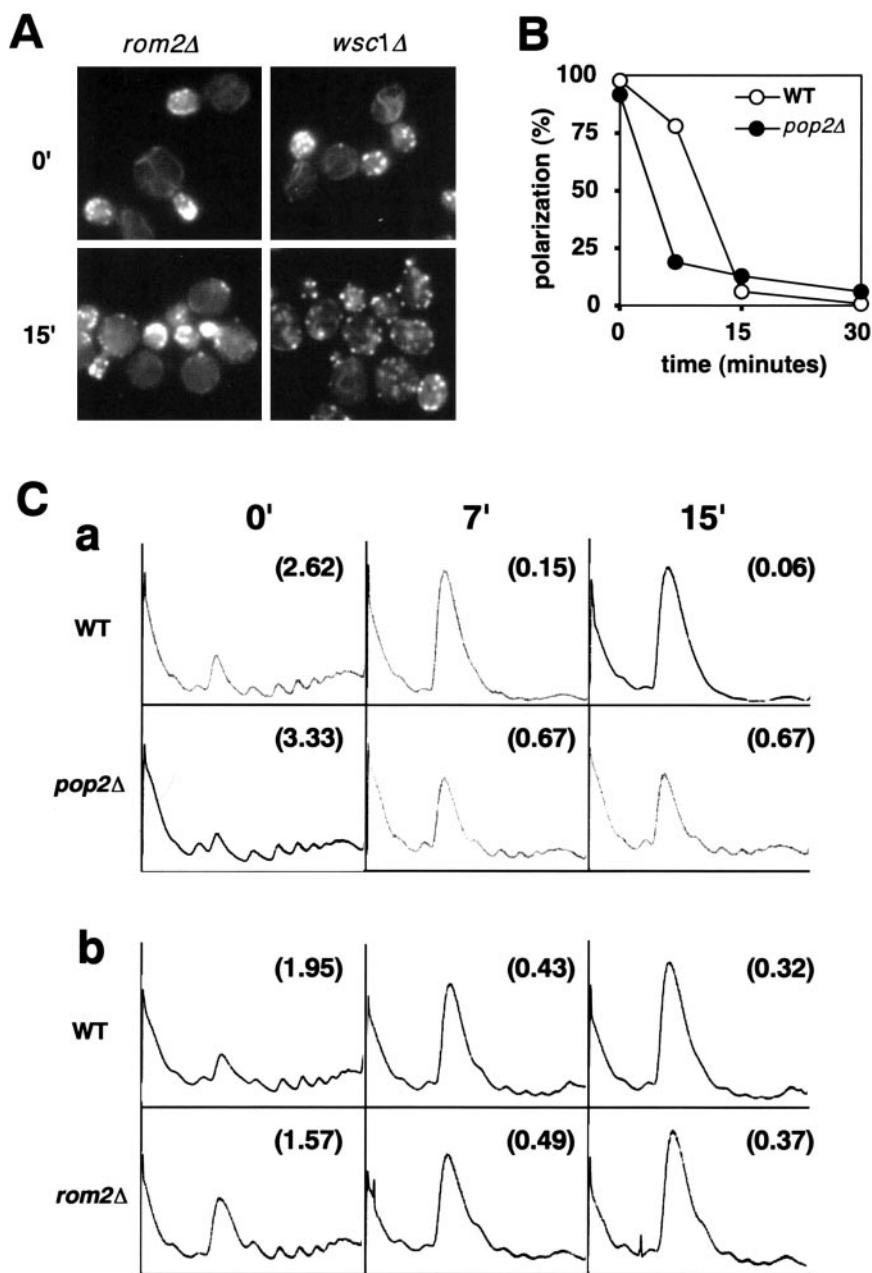 A
rom2Δ
wsc1Δ
0'
15'
B
100
75
50
25
0
polarization (%)
WT
pop2Δ
0
15
30
time (minutes)
C
0'
7'
15'
a
WT
(2.62)
(0.15)
(0.06)
pop2Δ
(3.33)
(0.67)
(0.67)
b
WT
(1.95)
(0.43)
(0.32)
rom2Δ
(1.57)
(0.49)
(0.37)